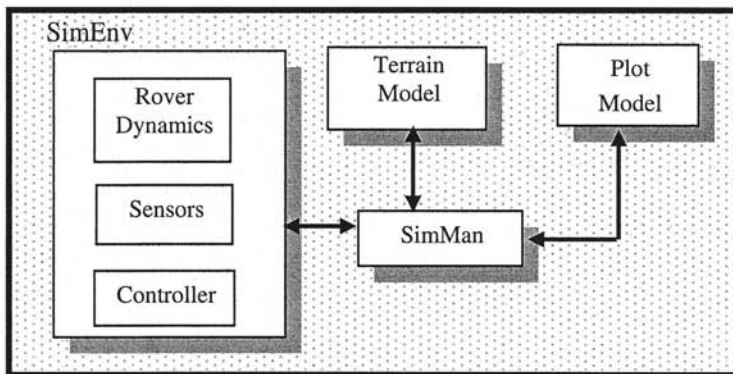 SimEnv
Rover
Dynamics
Sensors
Controller
Terrain
Model
SimMan
Plot
Model